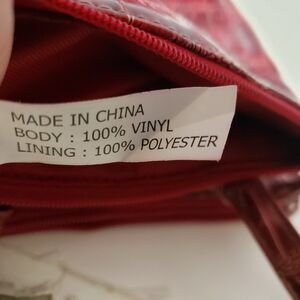 MADE IN CHINA
BODY : 100% VINYL
LINING : 100% POLYESTER